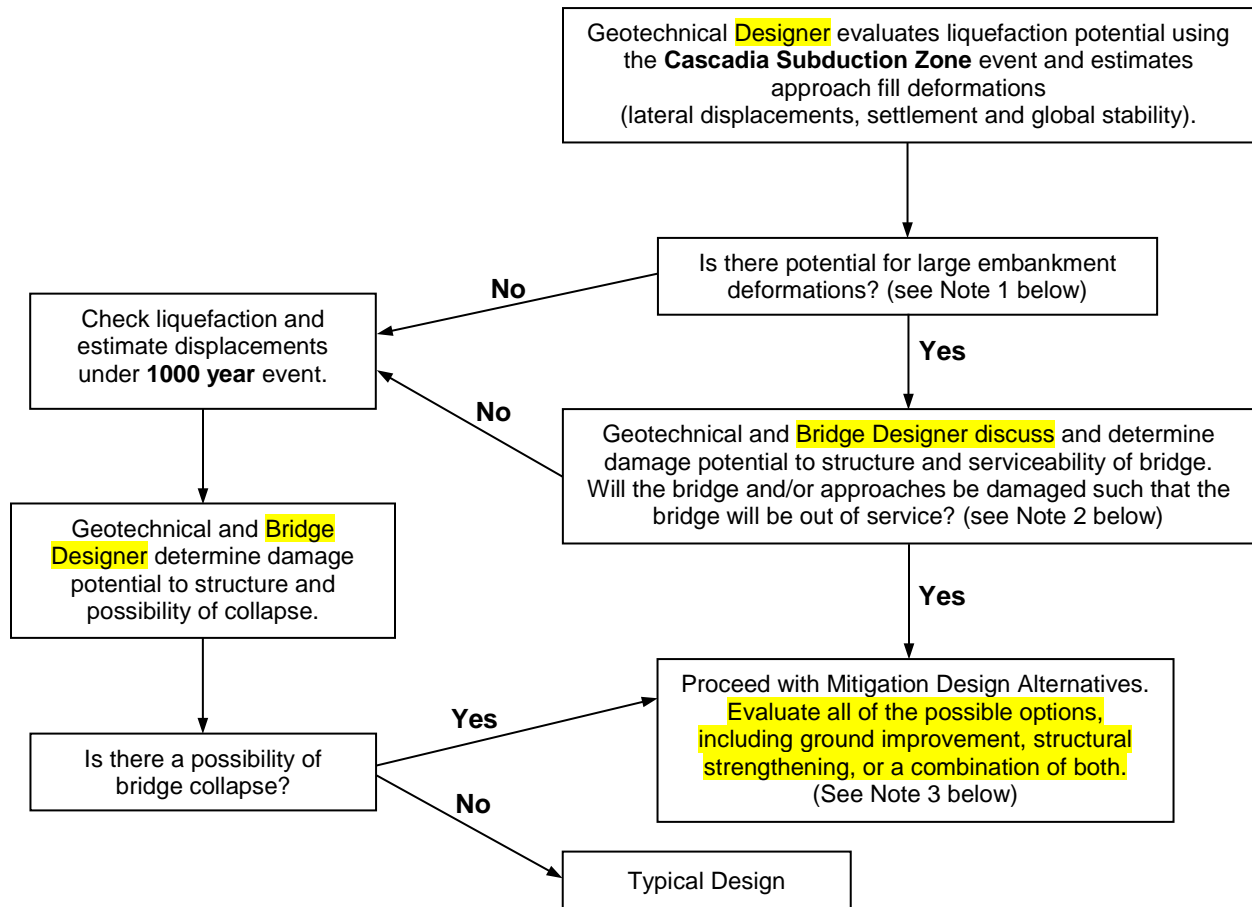 Geotechnical Designer evaluates liquefaction potential using
the Cascadia Subduction Zone event and estimates
approach fill deformations
(lateral displacements, settlement and global stability).
Is there potential for large embankment
deformations? (see Note 1 below)
No
Yes
Check liquefaction and
estimate displacements
under 1000 year event.
No
Geotechnical and Bridge Designer discuss and determine
damage potential to structure and serviceability of bridge.
Will the bridge and/or approaches be damaged such that the
bridge will be out of service? (see Note 2 below)
Yes
Geotechnical and Bridge
Designer determine damage
potential to structure and
possibility of collapse.
Is there a possibility of
bridge collapse?
Yes
No
Proceed with Mitigation Design Alternatives.
Evaluate all of the possible options,
including ground improvement, structural
strengthening, or a combination of both.
(See Note 3 below)
Typical Design